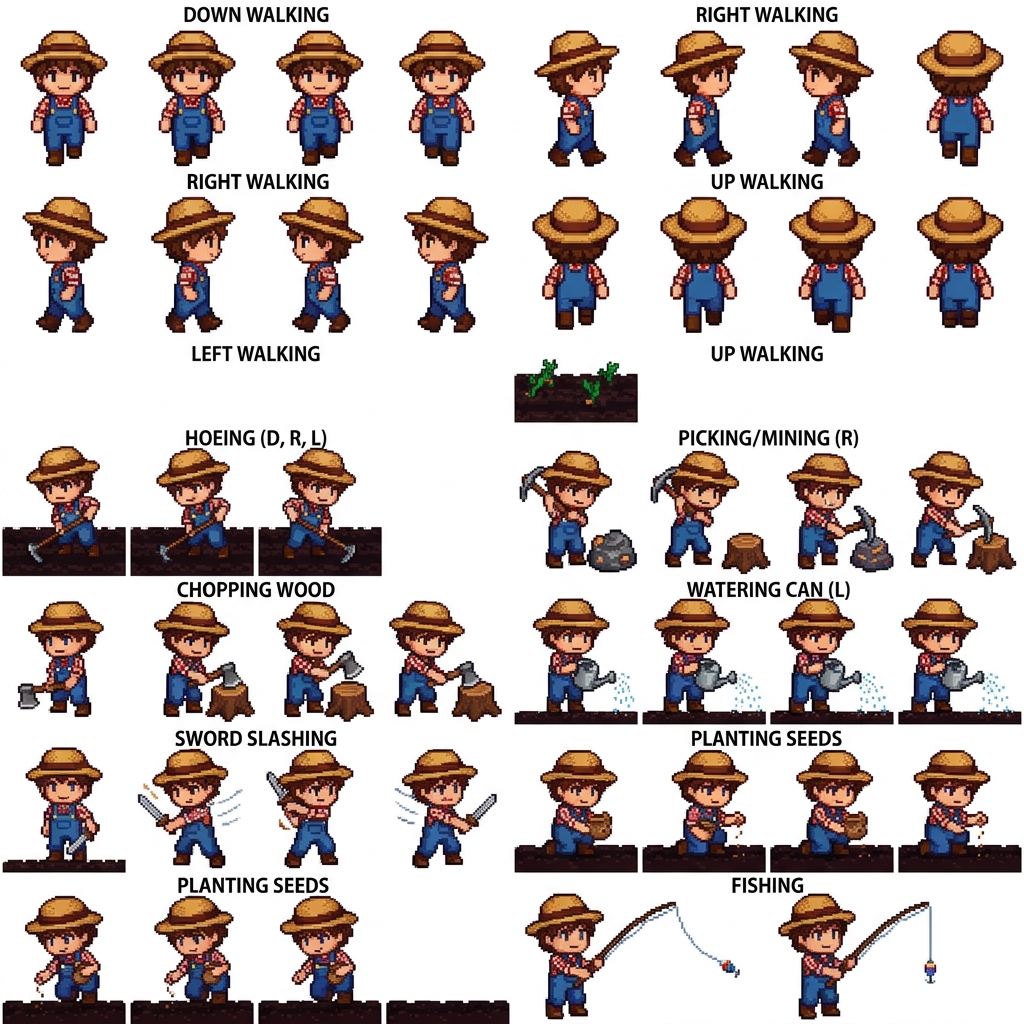 DOWN WALKING
RIGHT WALKING
RIGHT WALKING
UP WALKING
LEFT WALKING
UP WALKING
HOEING (D, R, L)
PICKING/MINING (R)
CHOPPING WOOD
WATERING CAN (L)
SWORD SLASHING
PLANTING SEEDS
PLANTING SEEDS
FISHING